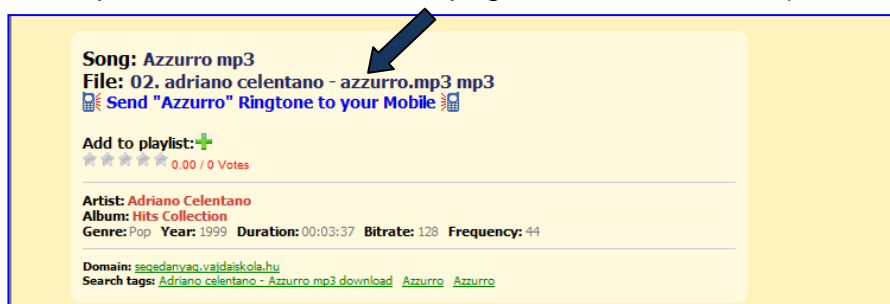 Song: Azzurro mp3
File: 02. adriano celentano - azzurro.mp3 mp3
Send "Azzurro" Ringtone to your Mobile
Add to playlist:
0.00 / 0 Votes
Artist: Adriano Celentano
Album: Hits Collection
Genre: Pop Year: 1999 Duration: 00:03:37 Bitrate: 128 Frequency: 44
Domain: segedanyag.vajdaiskola.hu
Search tags: Adriano celentano - Azzurro mp3 download Azzurro Azzurro